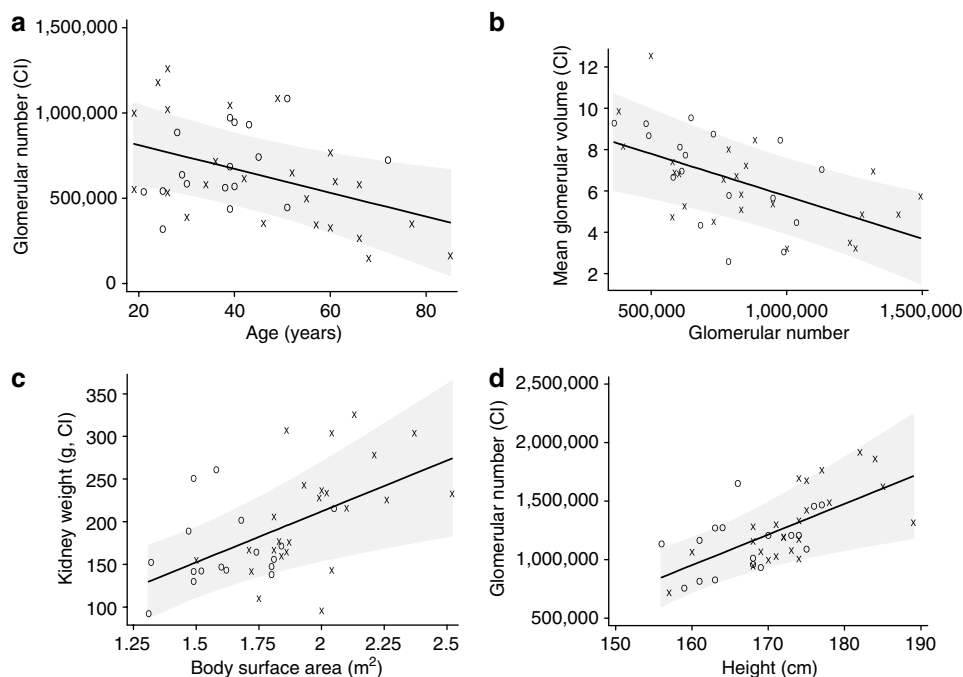 a
Glomerular number (CI)
1,500,000
1,000,000
500,000
0
20 40 60 80
Age (years)
b
Mean glomerular volume (CI)
12
10
8
6
4
2
500,000 1,000,000 1,500,000
Glomerular number
c
Kidney weight (g, CI)
350
300
250
200
150
100
1.25 1.5 1.75 2 2.25 2.5
Body surface area (m²)
d
Glomerular number (CI)
2,500,000
2,000,000
1,500,000
1,000,000
500,000
150 160 170 180 190
Height (cm)